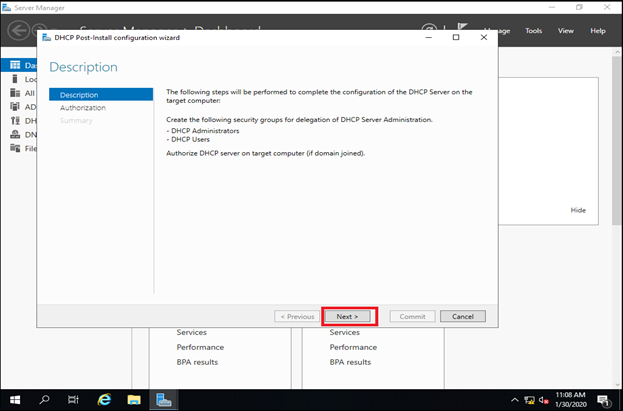 Server Manager
Manage Tools View Help
DHCP Post-Install configuration wizard
Description
Description
Authorization
Summary
The following steps will be performed to complete the configuration of the DHCP Server on the
target computer:
Create the following security groups for delegation of DHCP Server Administration.
- DHCP Administrators
- DHCP Users
Authorize DHCP server on target computer (if domain joined).
Das
Loc
All
AD
DH
DN
File
Hide
< Previous Next > Commit Cancel
Services Services
Performance Performance
BPA results BPA results
11:08 AM
1/30/2020
1